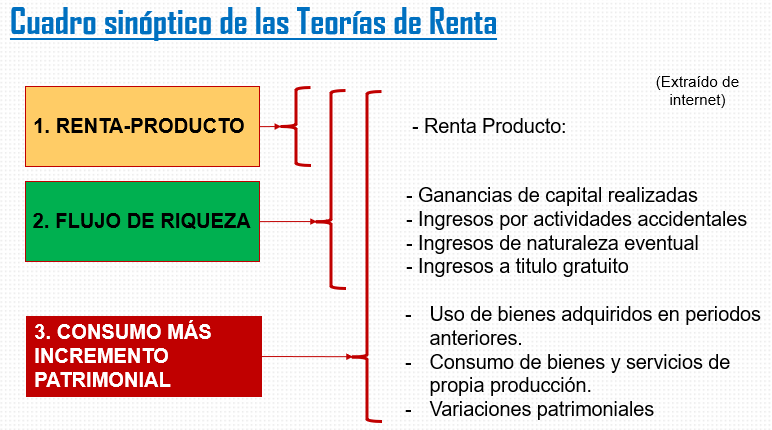 Cuadro sinóptico de las Teorías de Renta
(Extraído de
internet)
1. RENTA-PRODUCTO
- Renta Producto:
2. FLUJO DE RIQUEZA
- Ganancias de capital realizadas
- Ingresos por actividades accidentales
- Ingresos de naturaleza eventual
- Ingresos a titulo gratuito
3. CONSUMO MÁS
INCREMENTO
PATRIMONIAL
- Uso de bienes adquiridos en periodos
anteriores.
- Consumo de bienes y servicios de
propia producción.
- Variaciones patrimoniales